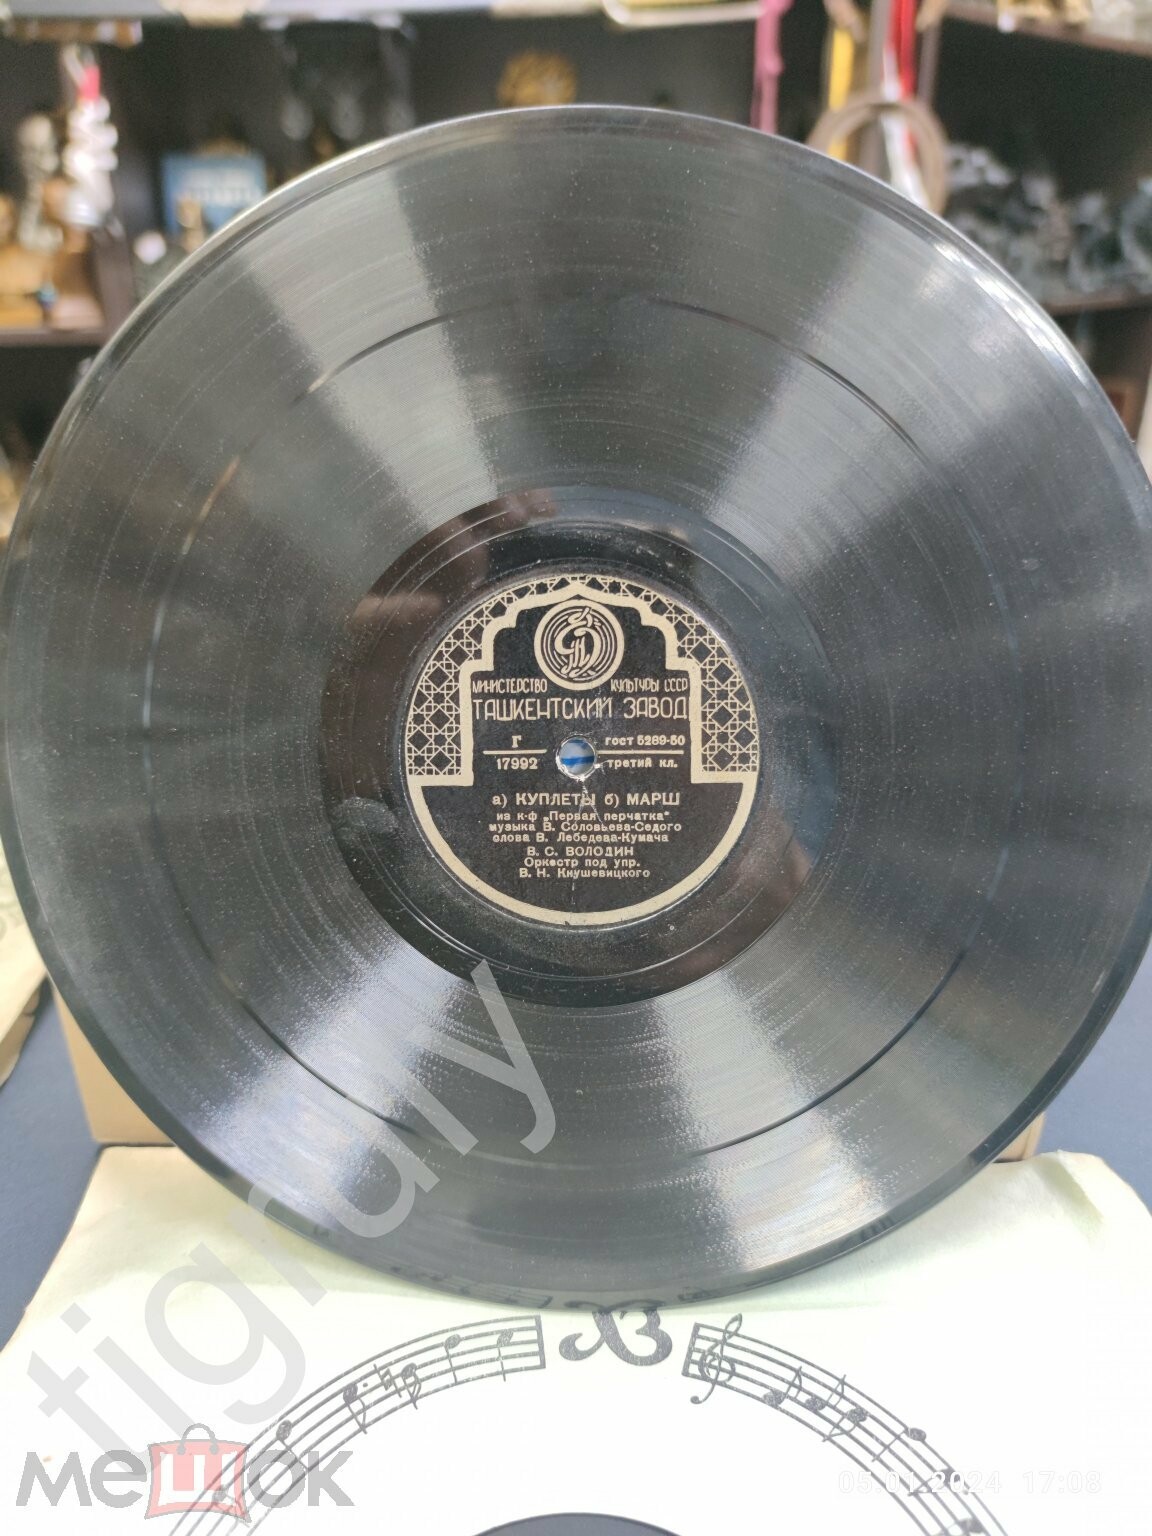 МИНИСТЕРСТВО КУЛЬТУРЫ СССР
ТАШКЕНТСКИЙ ЗАВОД
Г ГОСТ 5289-50
17992 третий кл.
а) КУПЛЕТЫ б) МАРШ
из к-ф „Первая перчатка"
музыка В. Соловьева-Седого
слова В. Лебедева-Кумача
В. С. ВОЛОДИН
Оркестр под упр.
В. Н. Кнушевицкого
tigruly
мешок
05.01.2024 17:08